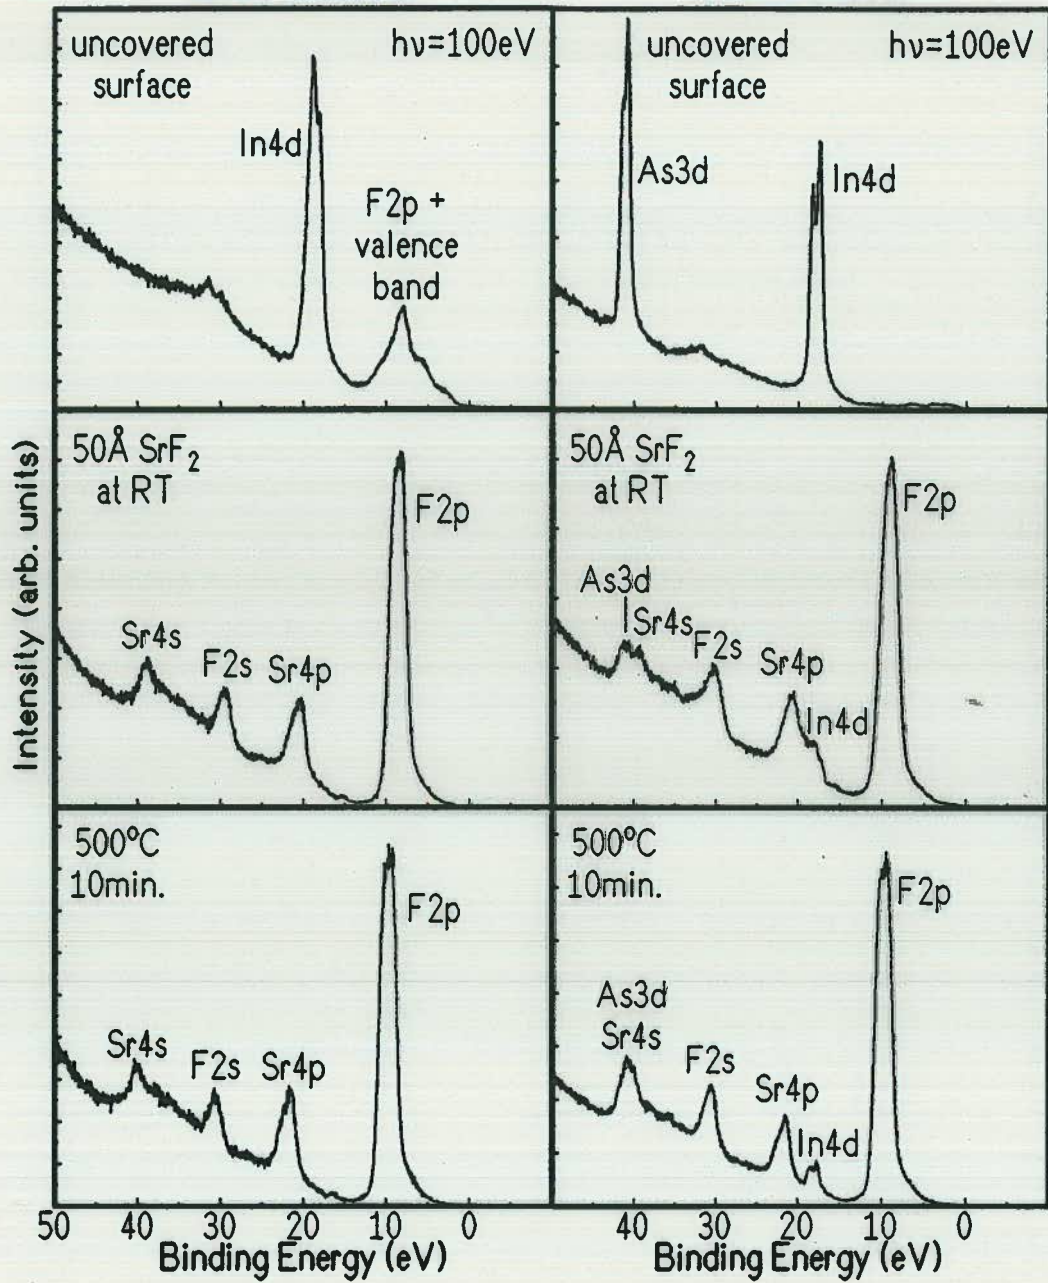 uncovered
surface
hν=100eV
In4d
F2p +
valence
band
uncovered
surface
hν=100eV
As3d
In4d
Intensity (arb. units)
50Å SrF₂
at RT
F2p
Sr4s
F2s
Sr4p
50Å SrF₂
at RT
F2p
As3d
Sr4s
F2s
Sr4p
In4d
500°C
10min.
F2p
Sr4s
F2s
Sr4p
500°C
10min.
F2p
As3d
Sr4s
F2s
Sr4p
In4d
50 40 30 20 10 0
40 30 20 10 0
Binding Energy (eV)
Binding Energy (eV)